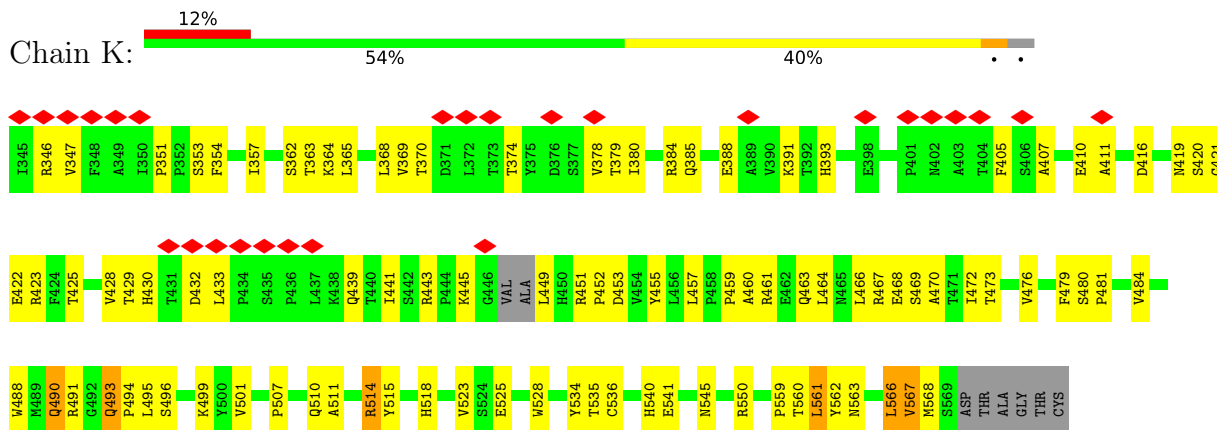 12%
Chain K:
54% 40% • •
I345 R346 V347 F348 A349 I350 P351 P352 S353 F354 I357 S362 T363 K364 L365 L368 V369 T370 D371 L372 T373 T374 Y375 D376 S377 V378 T379 I380 R384 Q385 E388 A389 V390 K391 T392 H393 E398 P401 N402 A403 T404 F405 S406 A407 E410 A411 D416 N419 S420 C421
E422 R423 F424 T425 V428 T429 H430 T431 D432 L433 P434 S435 P436 L437 K438 Q439 T440 I441 S442 R443 P444 K445 G446 VAL ALA L449 H450 R451 P452 D453 V454 Y455 L456 L457 P458 P459 A460 R461 E462 Q463 L464 N465 L466 R467 E468 S469 A470 T471 I472 T473 V476 F479 S480 P481 V484
W488 M489 Q490 R491 G492 Q493 P494 L495 S496 K499 Y500 V501 P507 Q510 A511 R514 Y515 H518 V523 S524 E525 W528 Y534 T535 C536 H540 E541 N545 R550 P559 T560 L561 Y562 N563 L566 V567 M568 S569 ASP THR ALA GLY THR CYS